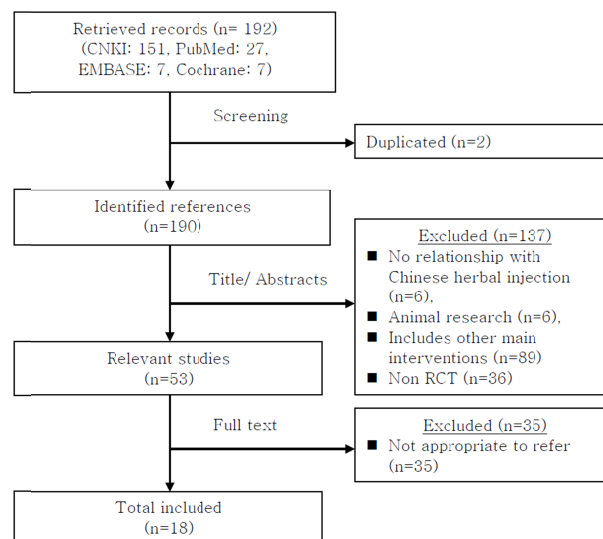 Retrieved records (n= 192)
(CNKI: 151, PubMed: 27,
EMBASE: 7, Cochrane: 7)
Screening
Duplicated (n=2)
Identified references
(n=190)
Title/ Abstracts
Excluded (n=137)
■ No relationship with
Chinese herbal injection
(n=6),
■ Animal research (n=6),
■ Includes other main
interventions (n=89)
■ Non RCT (n=36)
Relevant studies
(n=53)
Full text
Excluded (n=35)
■ Not appropriate to refer
(n=35)
Total included
(n=18)